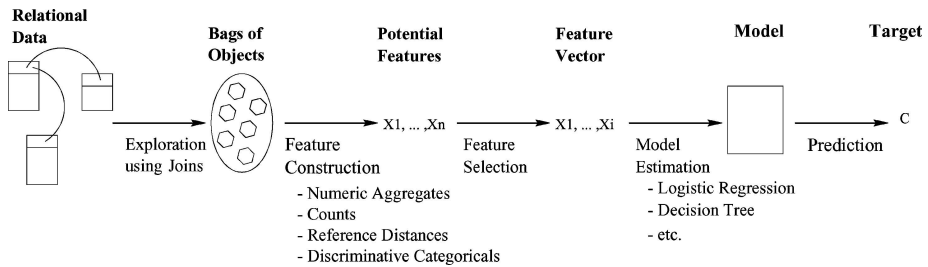 Relational
Data
Bags of
Objects
Potential
Features
Feature
Vector
Model
Target
Exploration
using Joins
Feature
Construction
- Numeric Aggregates
- Counts
- Reference Distances
- Discriminative Categoricals
X1, ... ,Xn
Feature
Selection
X1, ... ,Xi
Model
Estimation
- Logistic Regression
- Decision Tree
- etc.
Prediction
C